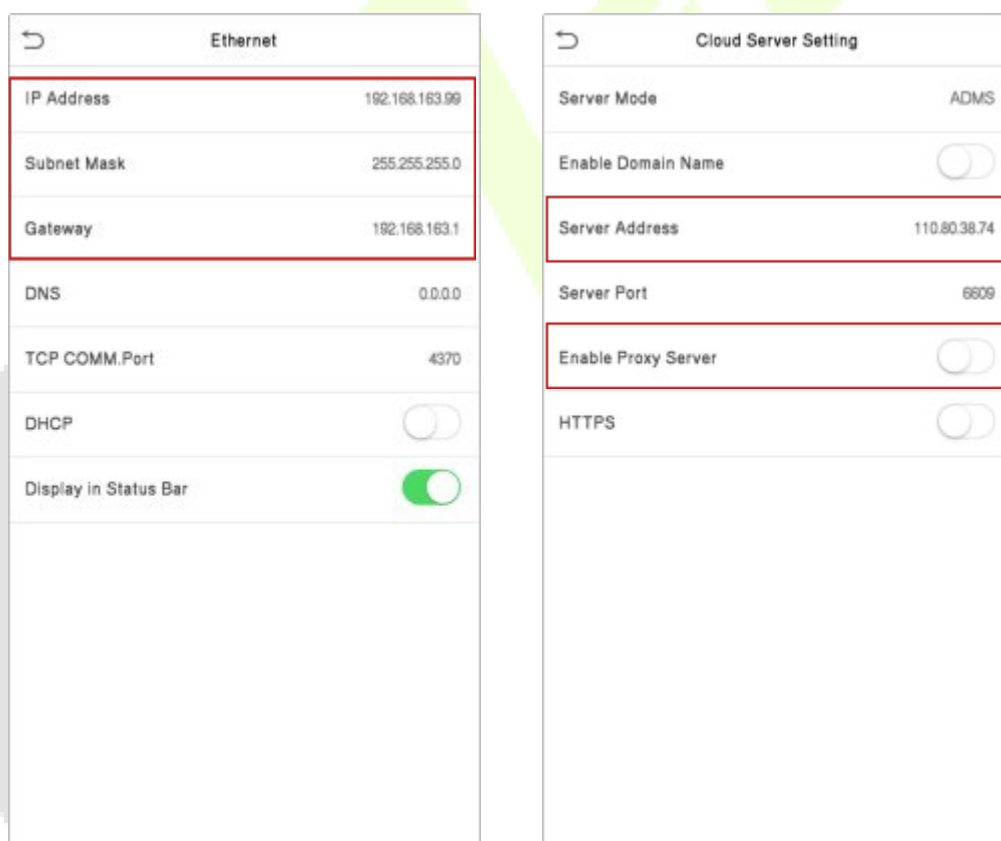 Ethernet
IP Address 192.168.163.99
Subnet Mask 255.255.255.0
Gateway 192.168.163.1
DNS 0.0.0.0
TCP COMM.Port 4370
DHCP
Display in Status Bar
Cloud Server Setting
Server Mode ADMS
Enable Domain Name
Server Address 110.80.38.74
Server Port 6609
Enable Proxy Server
HTTPS